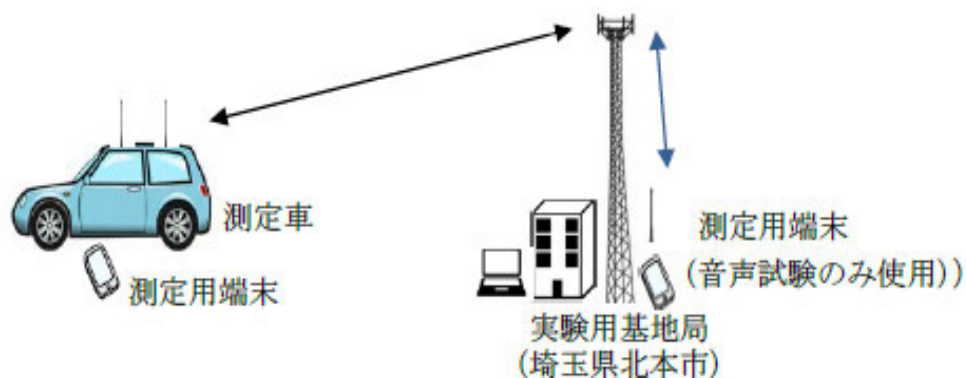 測定車
測定用端末
測定用端末
(音声試験のみ使用))
実験用基地局
(埼玉県北本市)